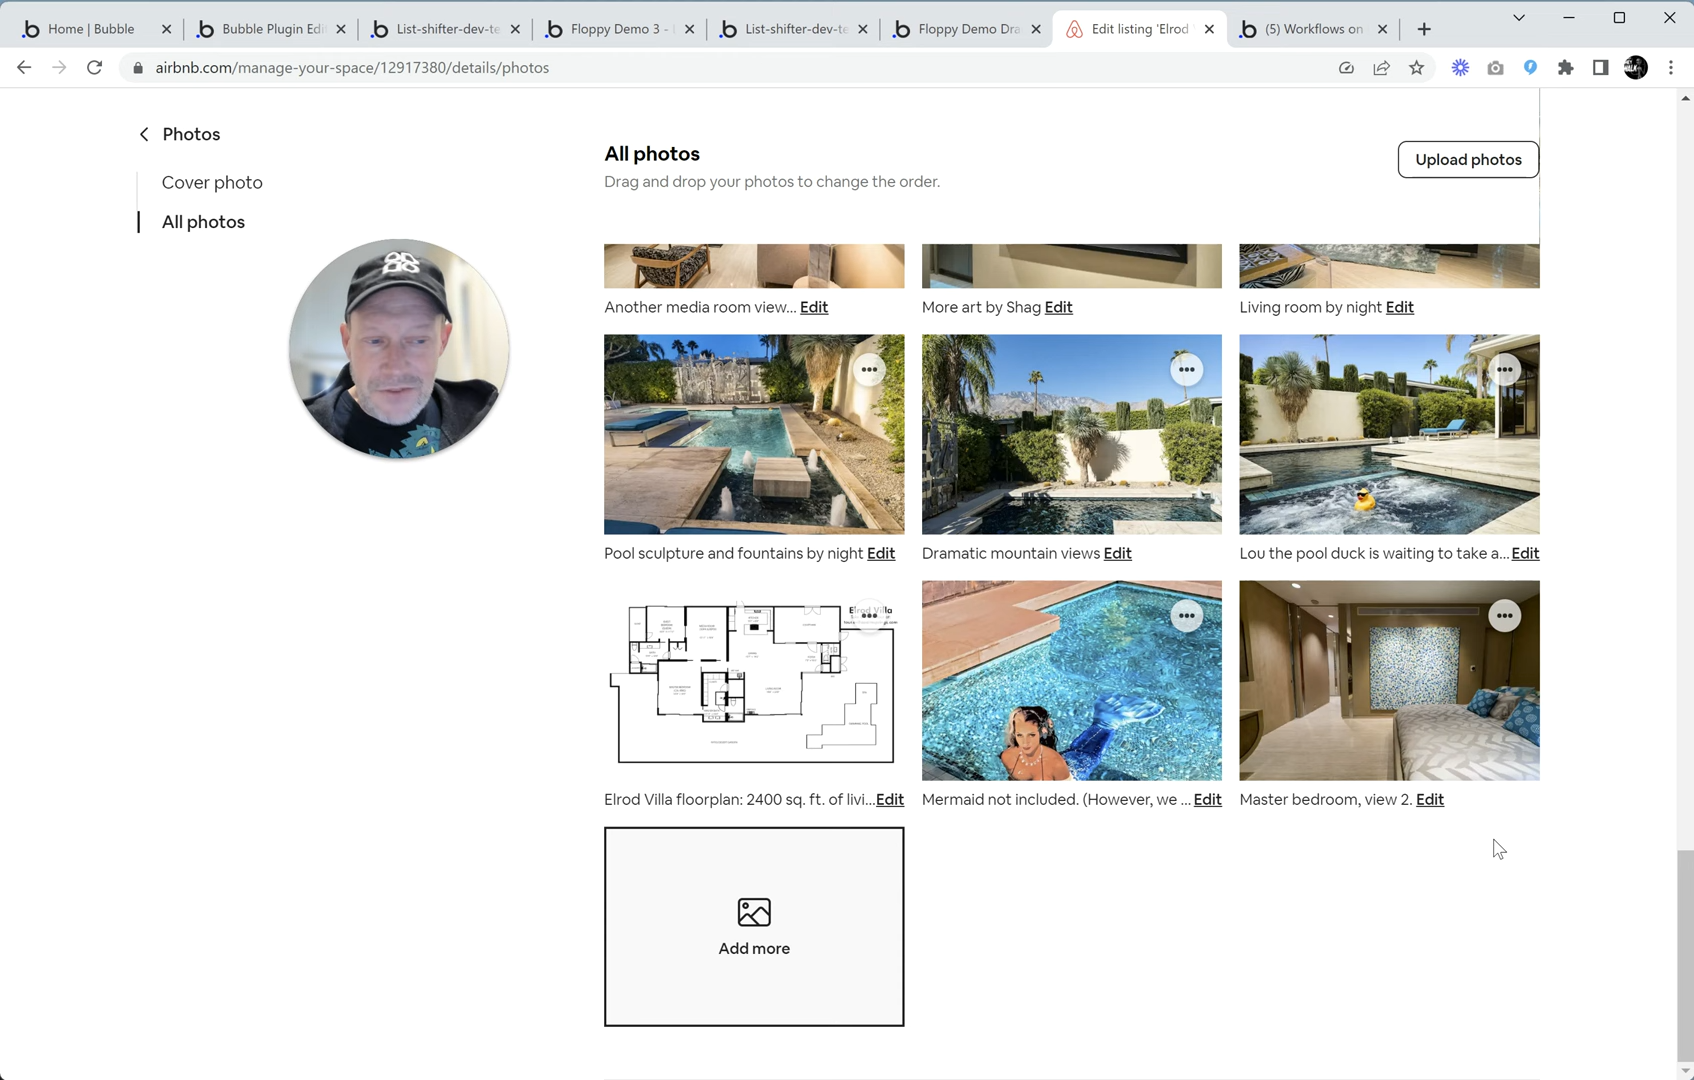 Home | Bubble
Bubble Plugin Edi
List-shifter-dev-te
Floppy Demo 3 -
List-shifter-dev-te
Floppy Demo Dra
Edit listing 'Elrod
(5) Workflows on
airbnb.com/manage-your-space/12917380/details/photos
Photos
Cover photo
All photos
All photos
Drag and drop your photos to change the order.
Upload photos
Another media room view... Edit
More art by Shag Edit
Living room by night Edit
Pool sculpture and fountains by night Edit
Dramatic mountain views Edit
Lou the pool duck is waiting to take a... Edit
Elrod Villa
Elrod Villa floorplan: 2400 sq. ft. of livi... Edit
Mermaid not included. (However, we ... Edit
Master bedroom, view 2. Edit
Add more